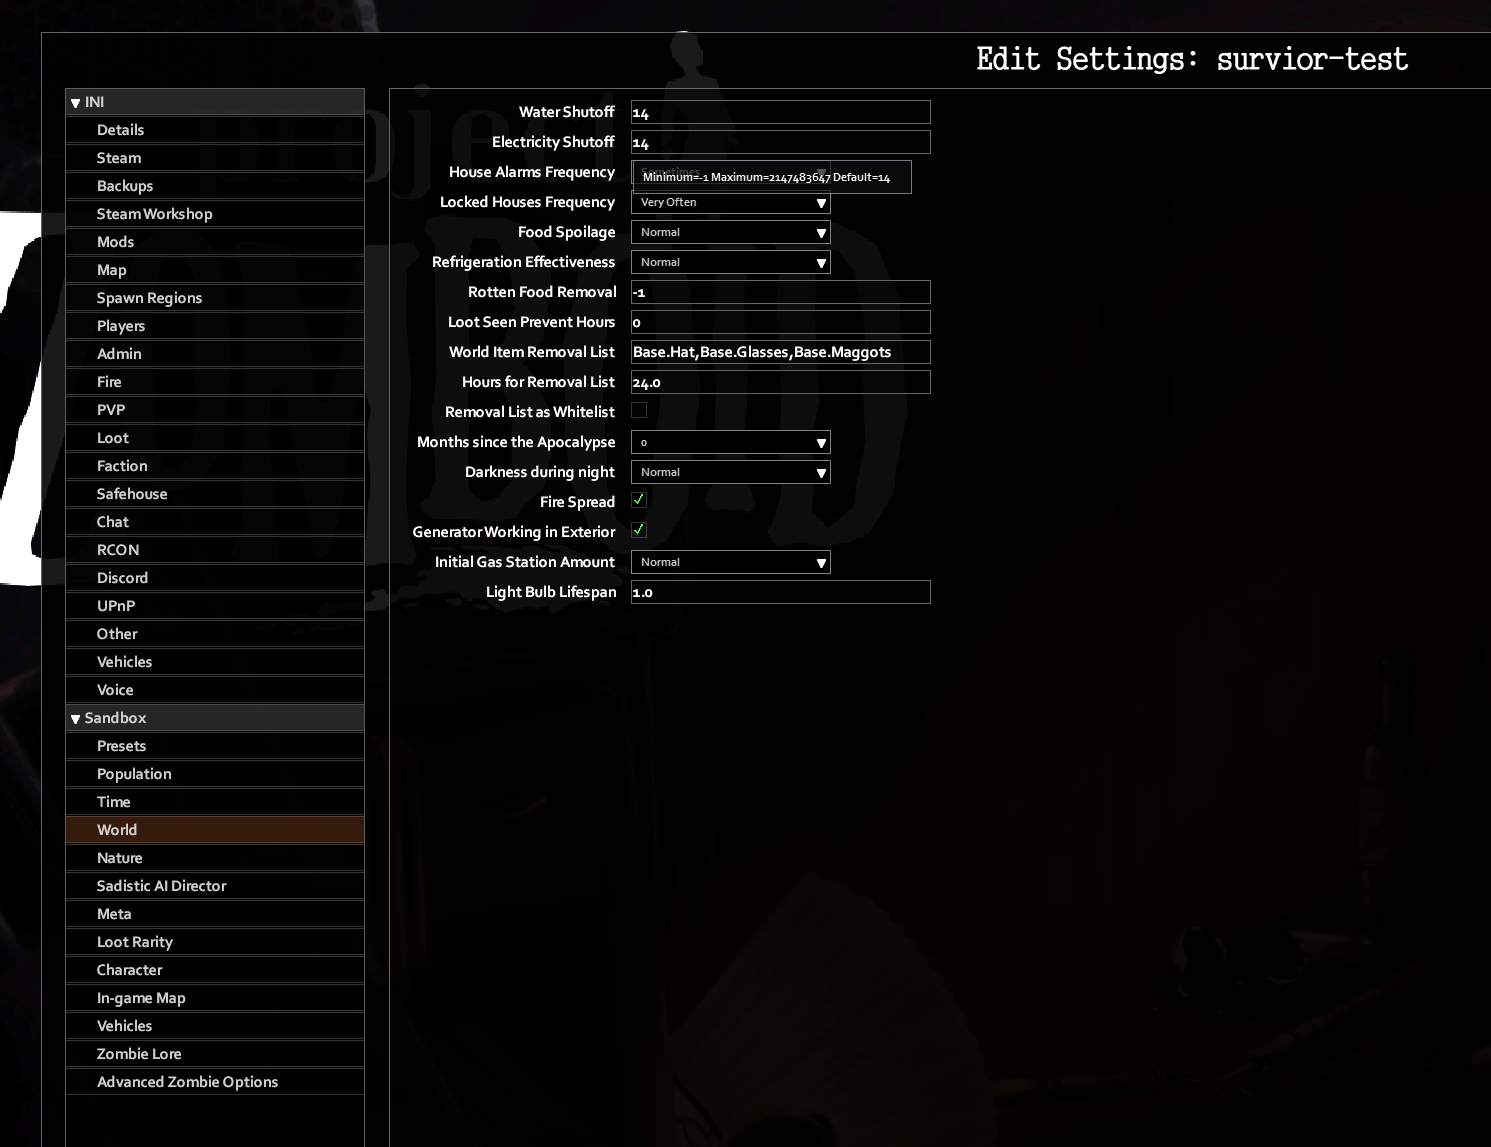 Edit Settings: survior-test
INI
Details
Steam
Backups
Steam Workshop
Mods
Map
Spawn Regions
Players
Admin
Fire
PVP
Loot
Faction
Safehouse
Chat
RCON
Discord
UPnP
Other
Vehicles
Voice
Sandbox
Presets
Population
Time
World
Nature
Sadistic AI Director
Meta
Loot Rarity
Character
In-game Map
Vehicles
Zombie Lore
Advanced Zombie Options
project
ZOMBOID
Water Shutoff 14
Electricity Shutoff 14
House Alarms Frequency Sometimes
Minimum=-1 Maximum=2147483647 Default=14
Locked Houses Frequency Very Often
Food Spoilage Normal
Refrigeration Effectiveness Normal
Rotten Food Removal -1
Loot Seen Prevent Hours 0
World Item Removal List Base.Hat,Base.Glasses,Base.Maggots
Hours for Removal List 24.0
Removal List as Whitelist
Months since the Apocalypse 0
Darkness during night Normal
Fire Spread
Generator Working in Exterior
Initial Gas Station Amount Normal
Light Bulb Lifespan 1.0